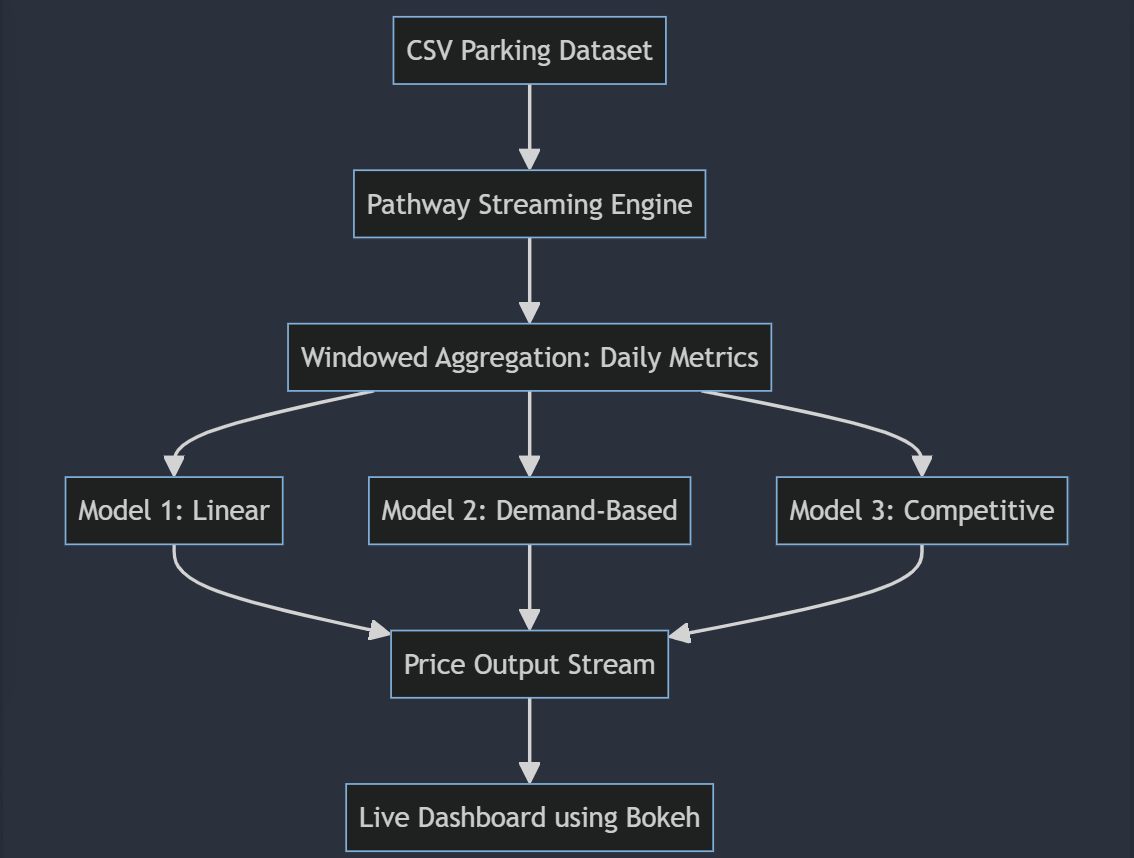 CSV Parking Dataset
Pathway Streaming Engine
Windowed Aggregation: Daily Metrics
Model 1: Linear
Model 2: Demand-Based
Model 3: Competitive
Price Output Stream
Live Dashboard using Bokeh